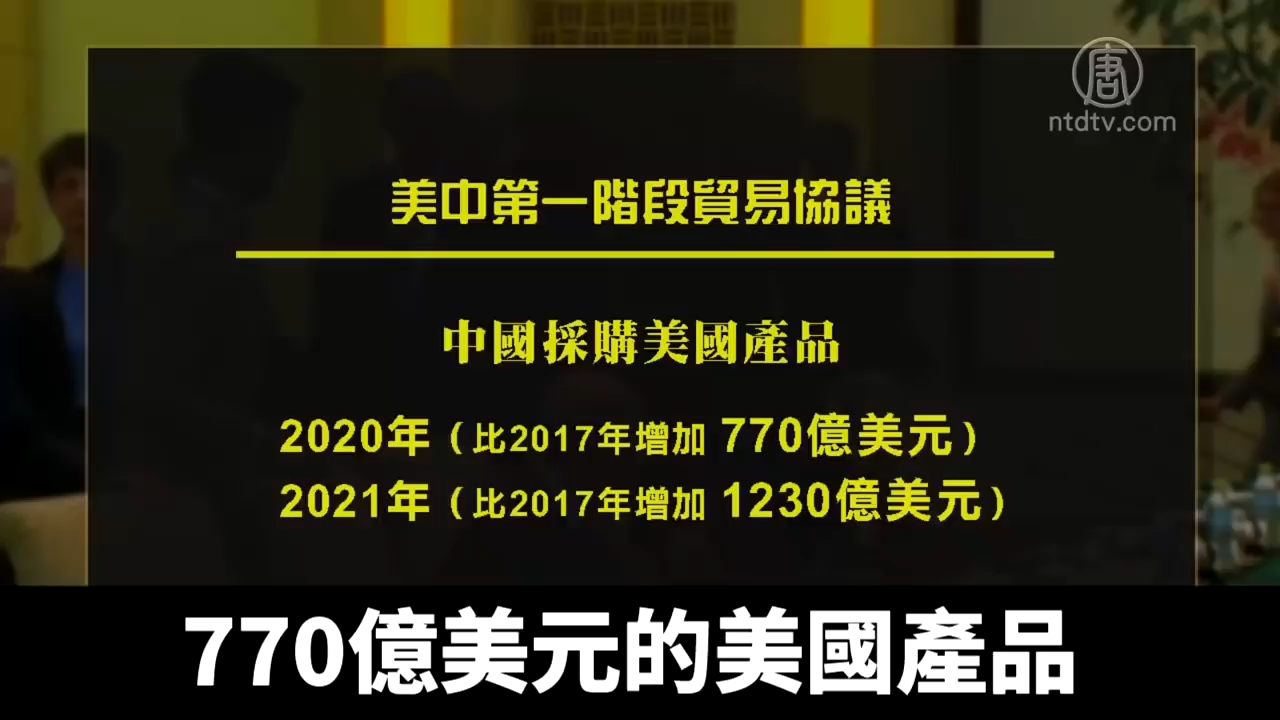 唐
ntdtv.com
美中第一階段貿易協議
中國採購美國產品
2020年（比2017年增加 770億美元）
2021年（比2017年增加 1230億美元）
770億美元的美國產品